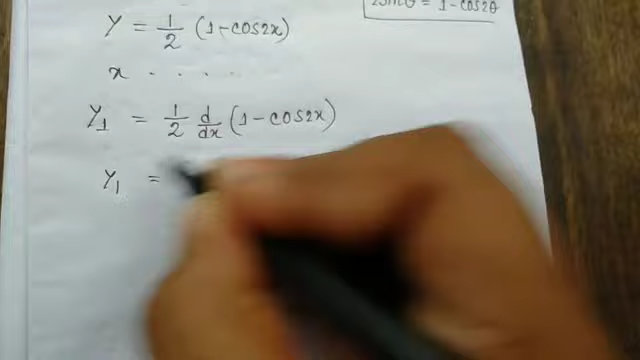 2sin²θ = 1-cos2θ
Y = 1/2 (1-cos2x)
x . . . .
Y₁ = 1/2 d/dx (1-cos2x)
Y₁ =